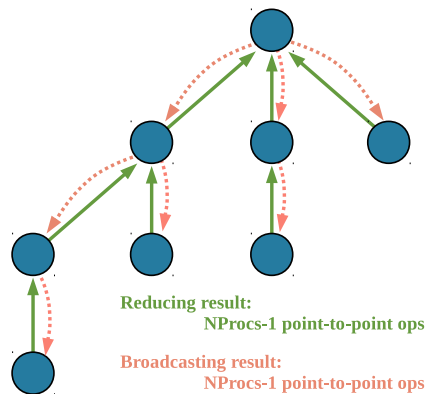 Reducing result:
NProcs-1 point-to-point ops
Broadcasting result:
NProcs-1 point-to-point ops